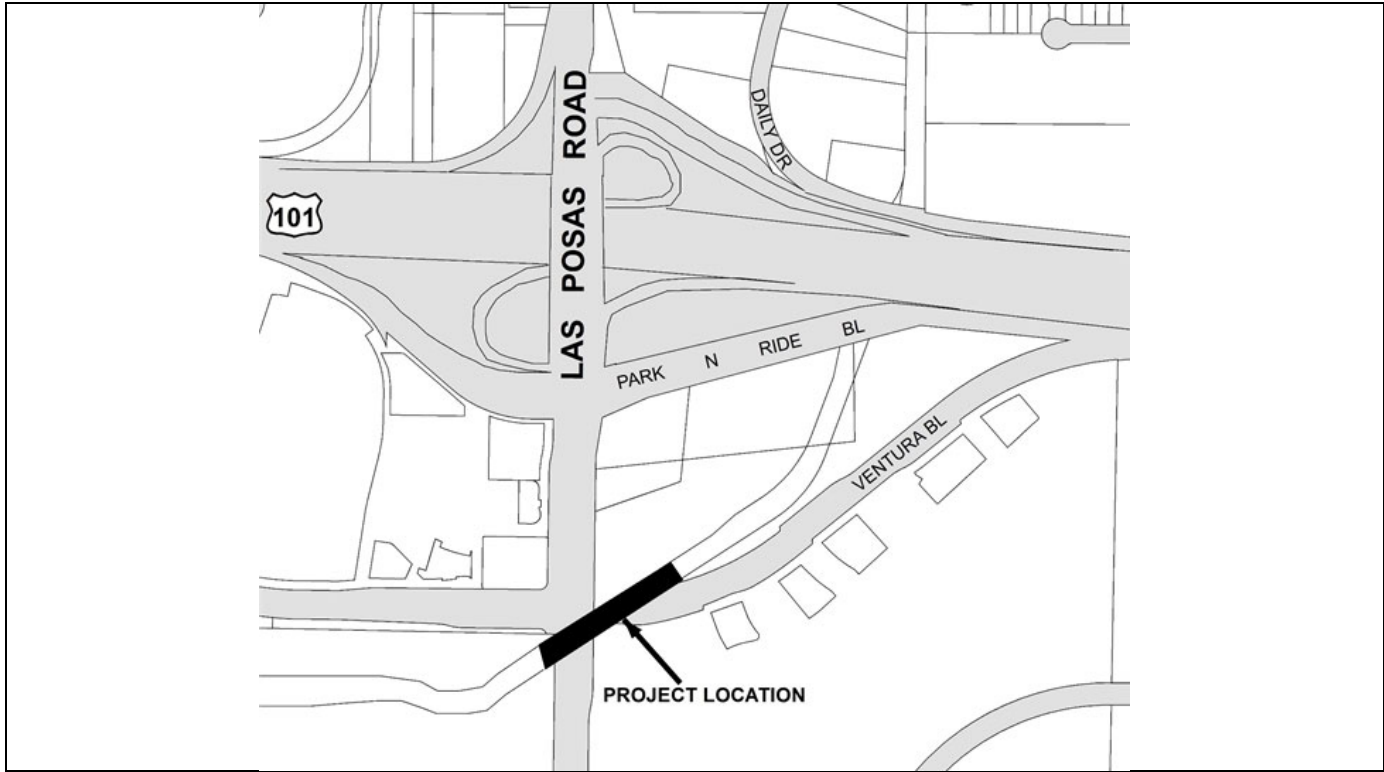 LAS POSAS ROAD
DAILY DR
101
PARK N RIDE BL
VENTURA BL
PROJECT LOCATION